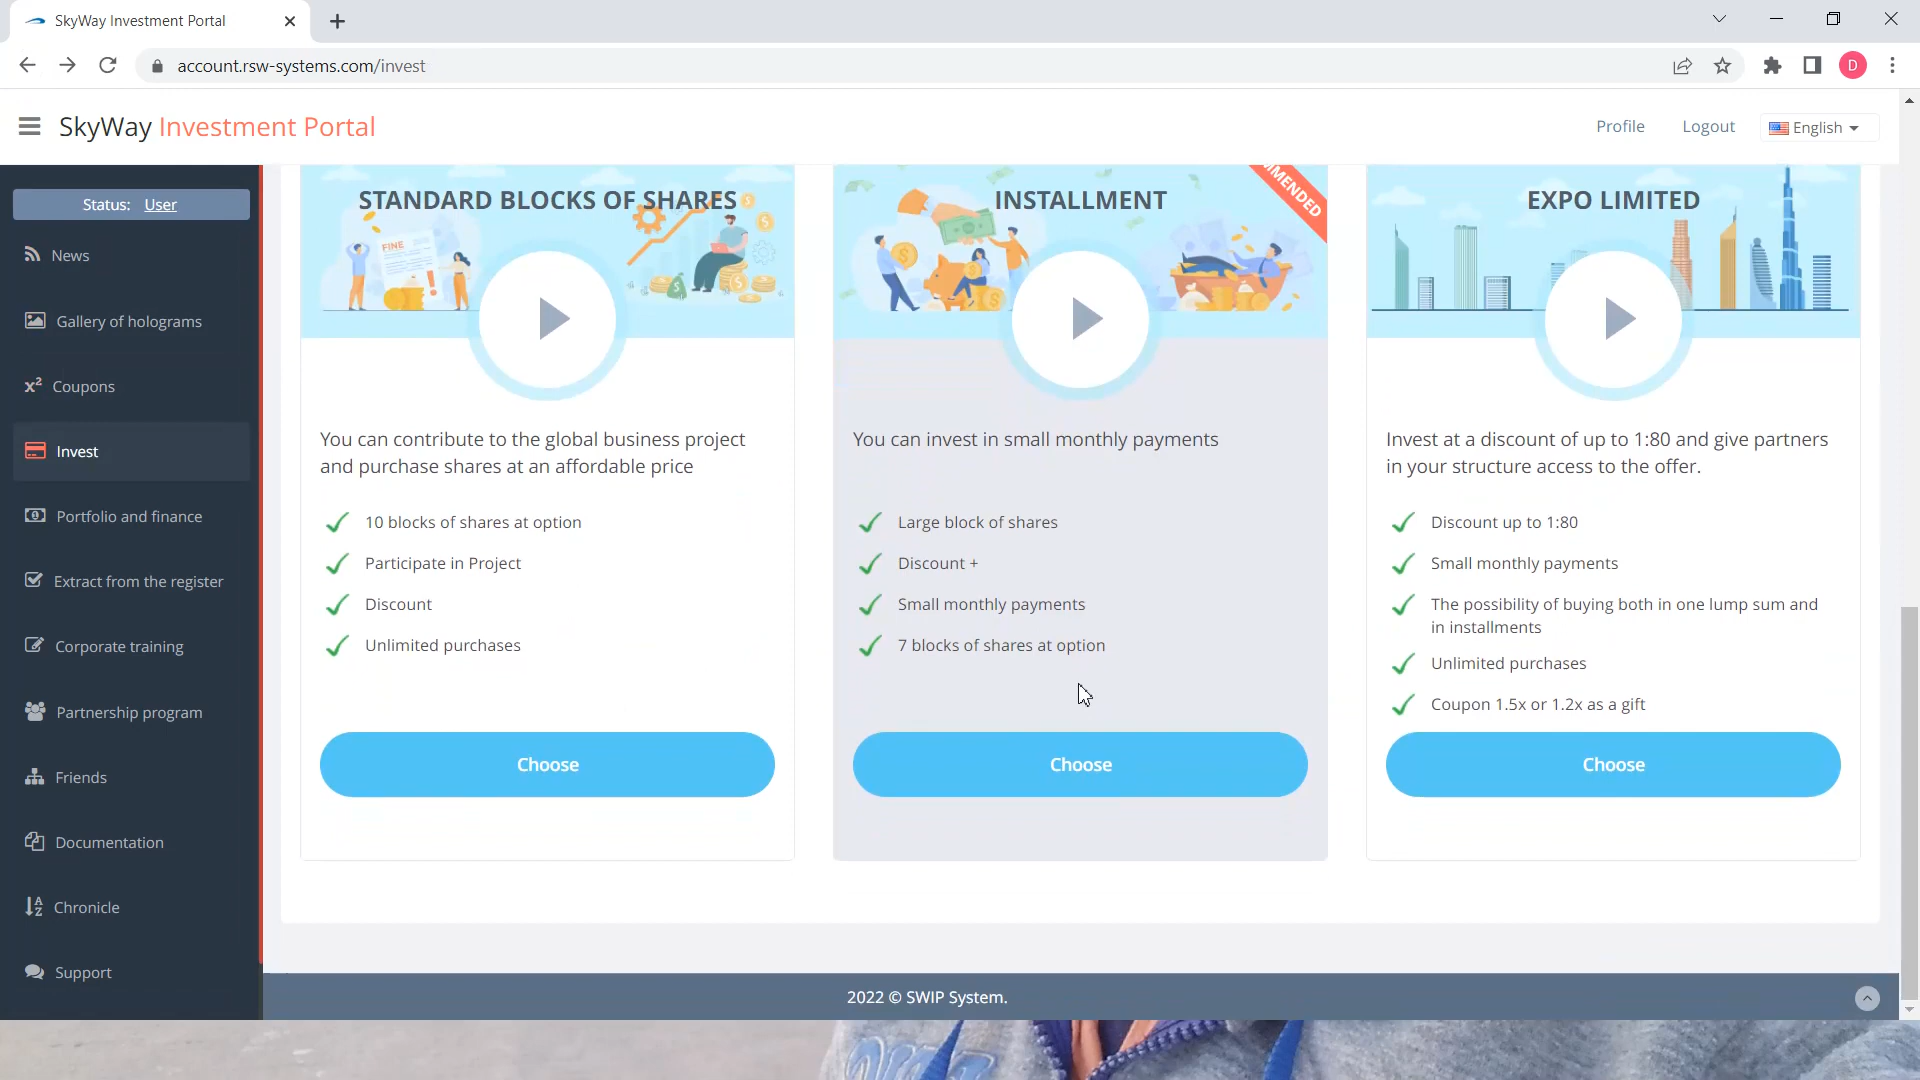 SkyWay Investment Portal
account.rsw-systems.com/invest
D
SkyWay Investment Portal
Profile
Logout
English
Status: User
News
Gallery of holograms
x² Coupons
Invest
Portfolio and finance
Extract from the register
Corporate training
Partnership program
Friends
Documentation
Chronicle
Support
STANDARD BLOCKS OF SHARES
FINE
You can contribute to the global business project
and purchase shares at an affordable price
10 blocks of shares at option
Participate in Project
Discount
Unlimited purchases
Choose
INSTALLMENT
You can invest in small monthly payments
Large block of shares
Discount +
Small monthly payments
7 blocks of shares at option
Choose
EXPO LIMITED
Invest at a discount of up to 1:80 and give partners
in your structure access to the offer.
Discount up to 1:80
Small monthly payments
The possibility of buying both in one lump sum and
in installments
Unlimited purchases
Coupon 1.5x or 1.2x as a gift
Choose
2022 © SWIP System.